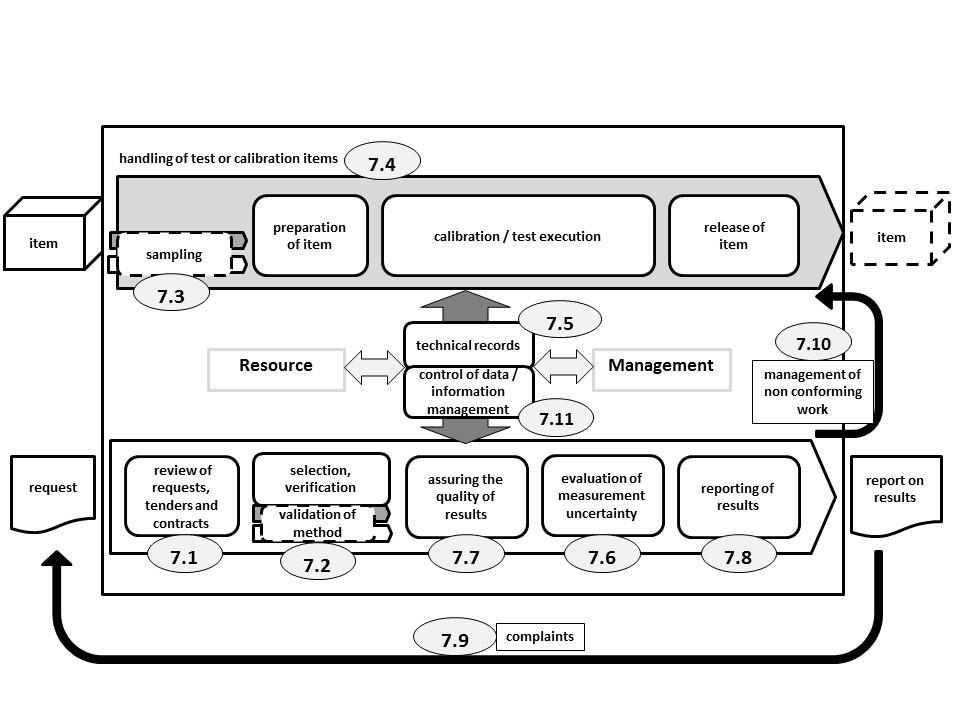 handling of test or calibration items
7.4
item
sampling
7.3
preparation
of item
calibration / test execution
release of
item
item
7.5
technical records
Resource
control of data /
information
management
7.11
Management
7.10
management of
non conforming
work
request
review of
requests,
tenders and
contracts
7.1
selection,
verification
validation of
method
7.2
assuring the
quality of
results
7.7
evaluation of
measurement
uncertainty
7.6
reporting of
results
7.8
report on
results
7.9
complaints